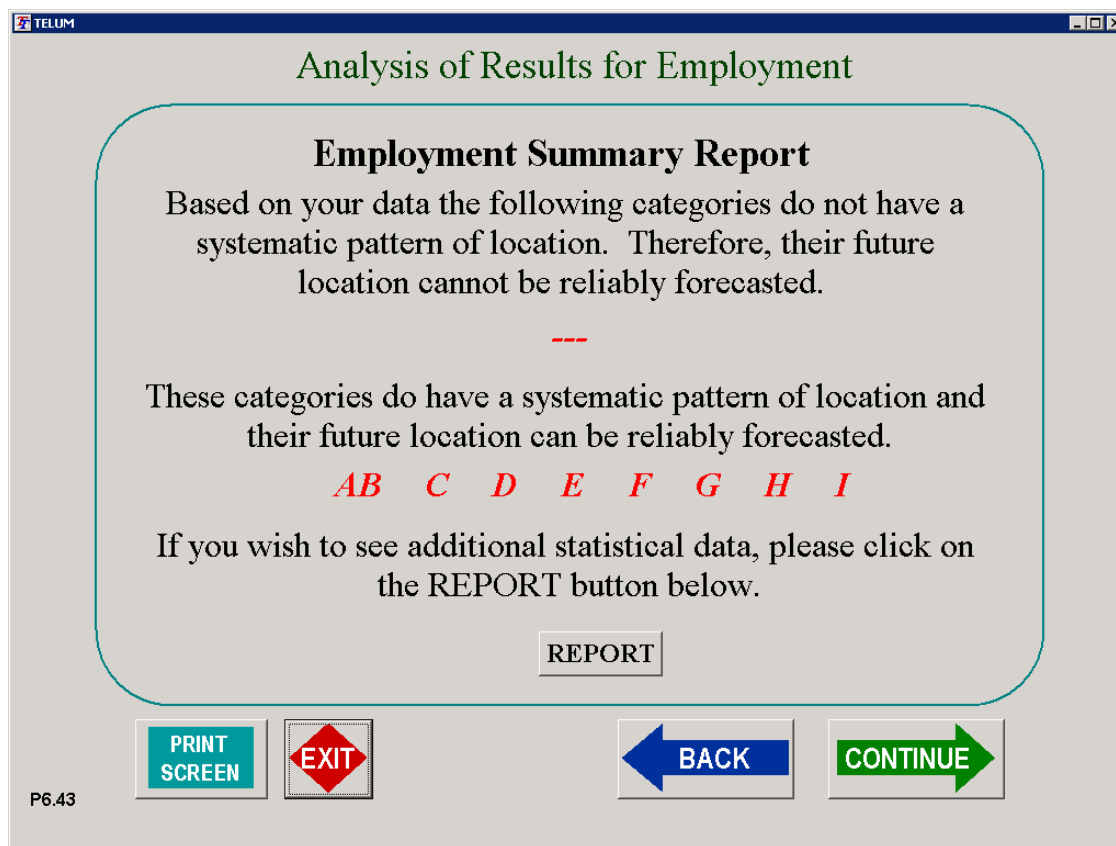 TELUM
Analysis of Results for Employment
Employment Summary Report
Based on your data the following categories do not have a
systematic pattern of location.  Therefore, their future
location cannot be reliably forecasted.
---
These categories do have a systematic pattern of location and
their future location can be reliably forecasted.
AB C D E F G H I
If you wish to see additional statistical data, please click on
the REPORT button below.
REPORT
PRINT
SCREEN
EXIT
BACK
CONTINUE
P6.43